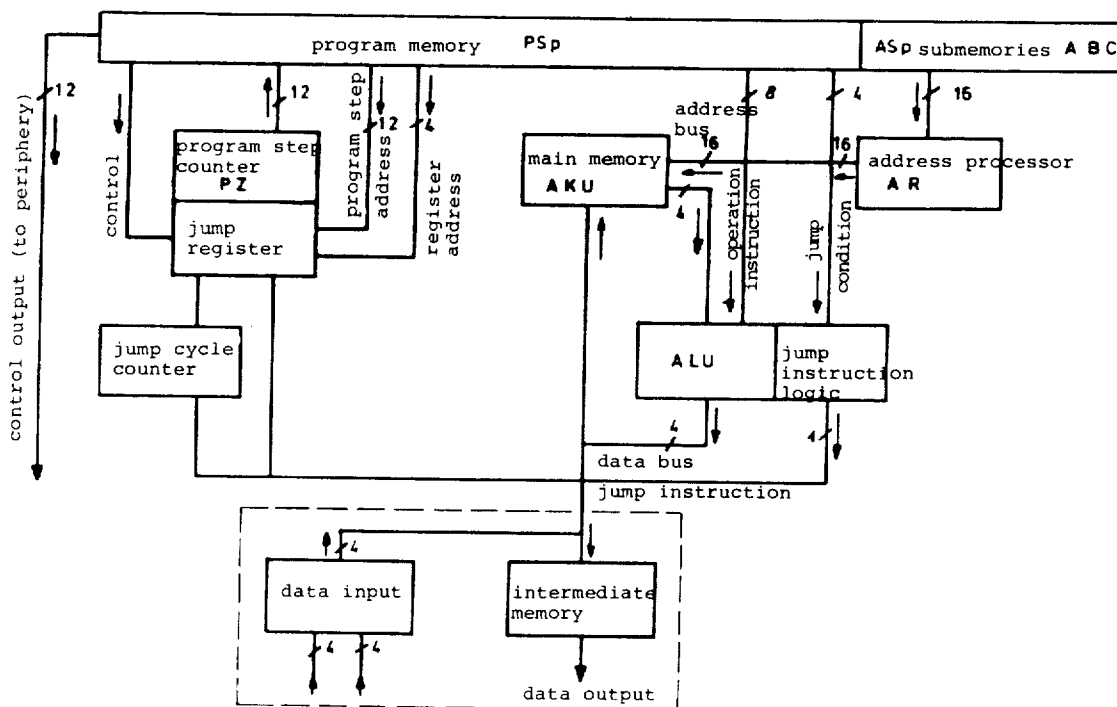 program memory PSp
ASp submemories A B C
12
12
12
4
8
4
16
control output (to periphery)
control
program step
counter
PZ
program step
address
register
address
address
bus
16
16
main memory
AKU
4
address processor
AR
jump
register
operation
instruction
jump
condition
jump cycle
counter
ALU
jump
instruction
logic
4
4
data bus
jump instruction
4
data input
intermediate
memory
4
4
data output